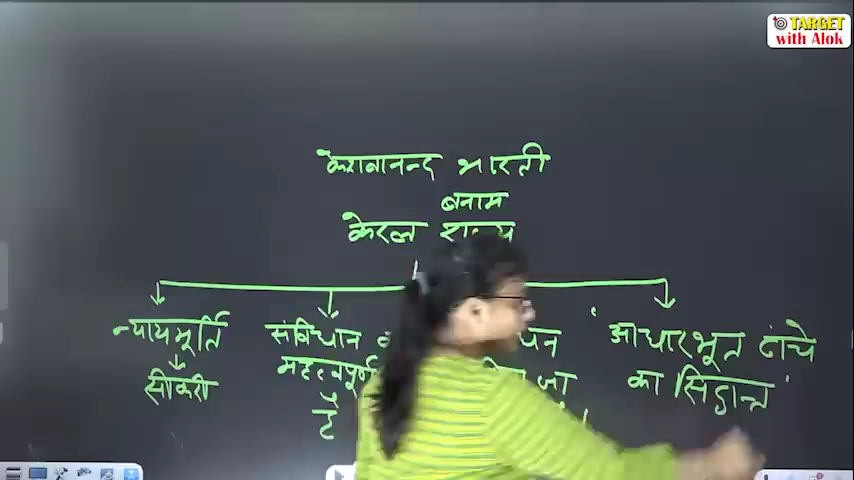 TARGET
with Alok
केशवानन्द भारती
बनाम
केरल राज्य
न्यायमूर्ति
सीकरी
संविधान
महत्वपूर्ण
है
जा
आधारभूत ढांचे
का सिद्धान्त